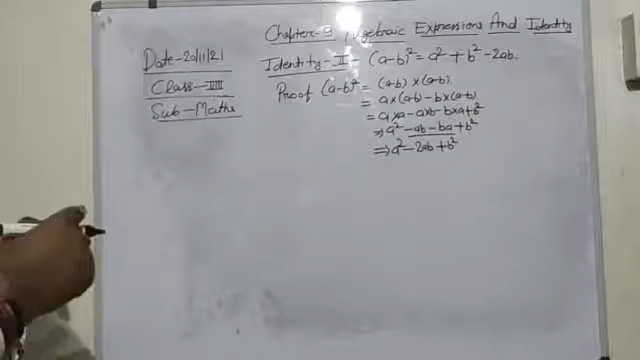 Chapter-9 Algebraic Expressions And Identity
Date-20/11/21
Identity-II - (a-b)² = a² + b² - 2ab.
Class-VIII
Proof (a-b)² = (a-b) × (a-b)
Sub-Maths
= a×(a-b) - b×(a-b)
= a×a - a×b - b×a + b²
⇒ a² - ab - ba + b²
⇒ a² - 2ab + b²